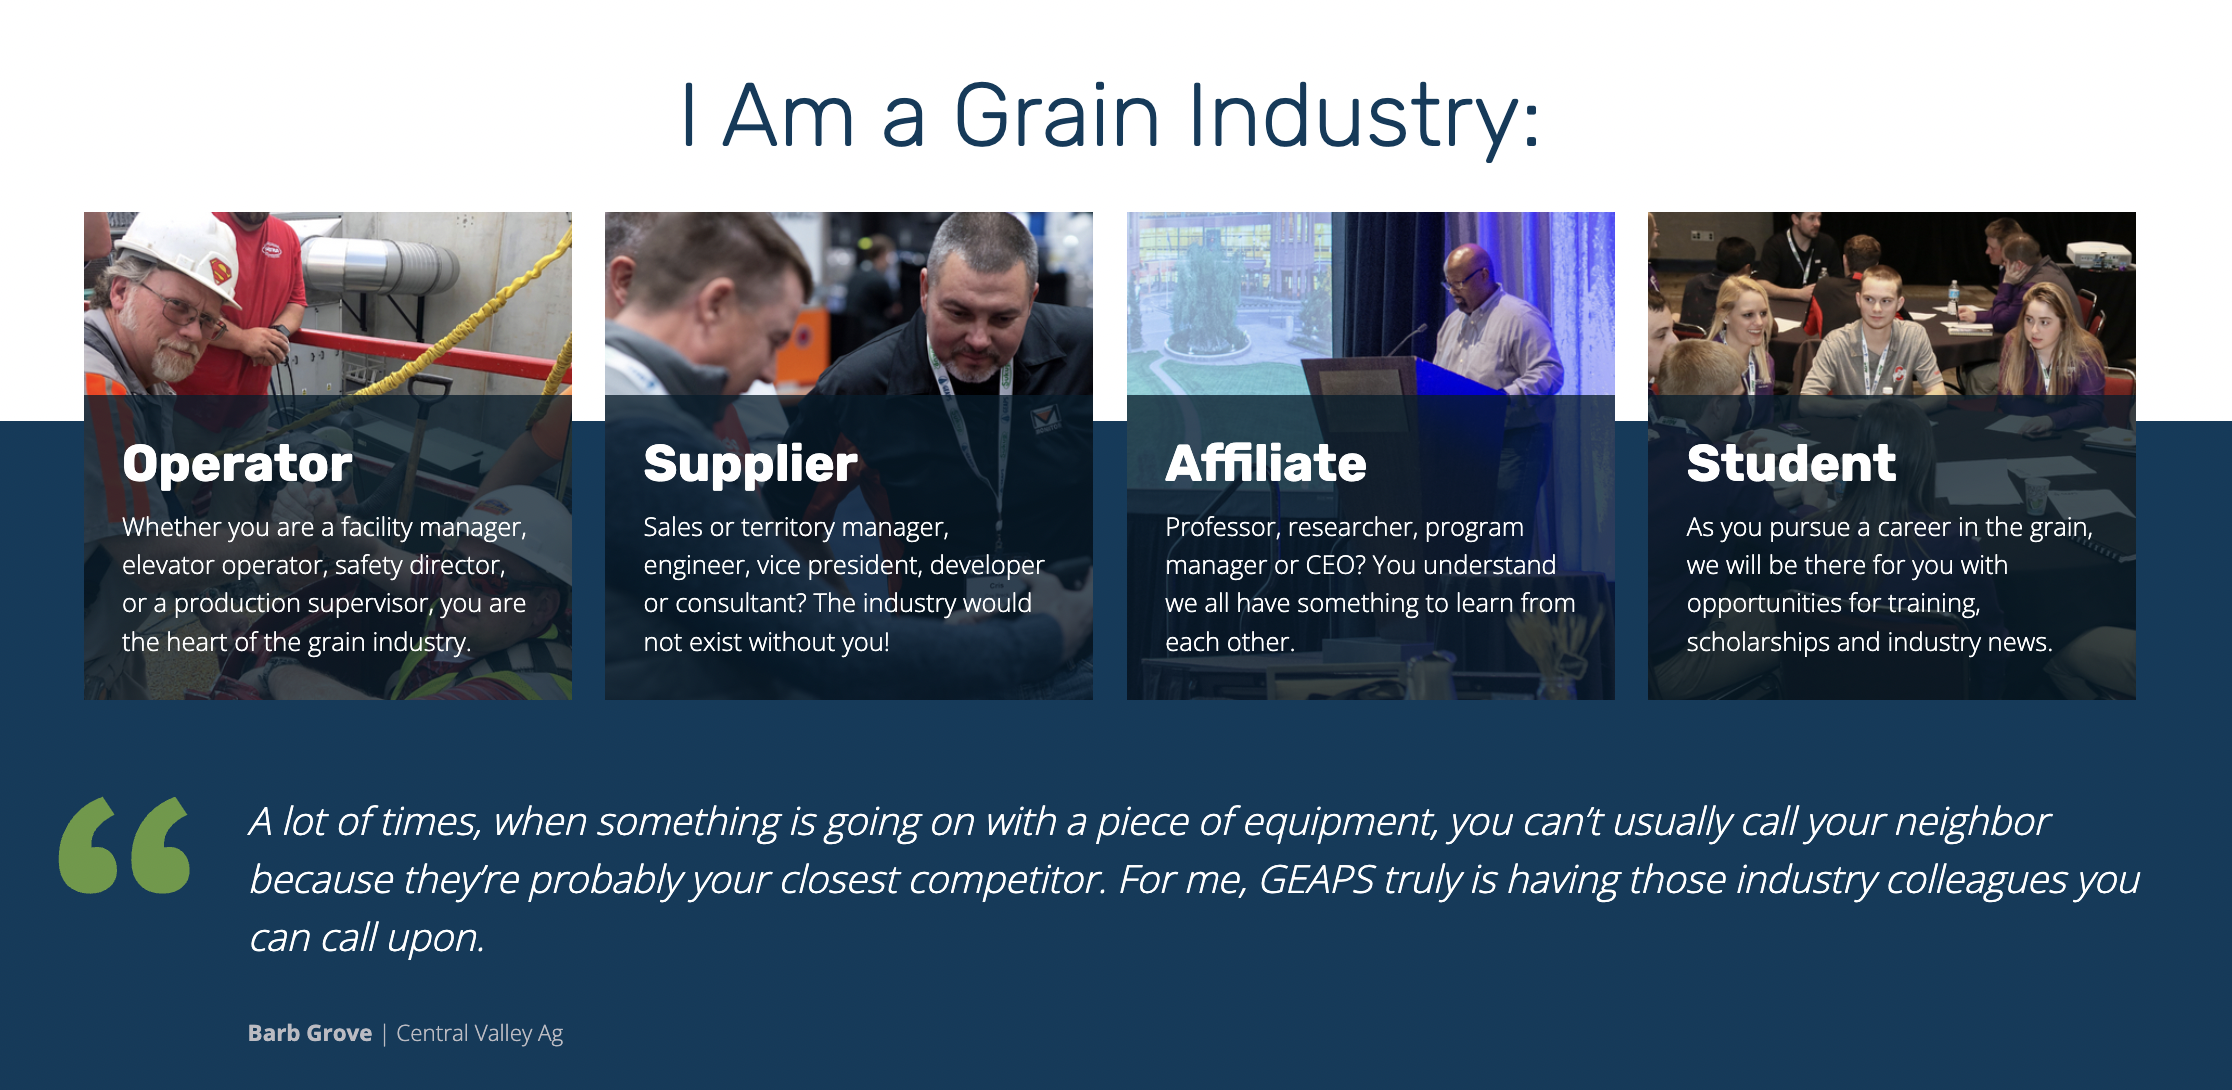 I Am a Grain Industry:
Operator
Whether you are a facility manager,
elevator operator, safety director,
or a production supervisor, you are
the heart of the grain industry.
Supplier
Sales or territory manager,
engineer, vice president, developer
or consultant? The industry would
not exist without you!
Affiliate
Professor, researcher, program
manager or CEO? You understand
we all have something to learn from
each other.
Student
As you pursue a career in the grain,
we will be there for you with
opportunities for training,
scholarships and industry news.
“
A lot of times, when something is going on with a piece of equipment, you can’t usually call your neighbor
because they’re probably your closest competitor. For me, GEAPS truly is having those industry colleagues you
can call upon.
Barb Grove | Central Valley Ag